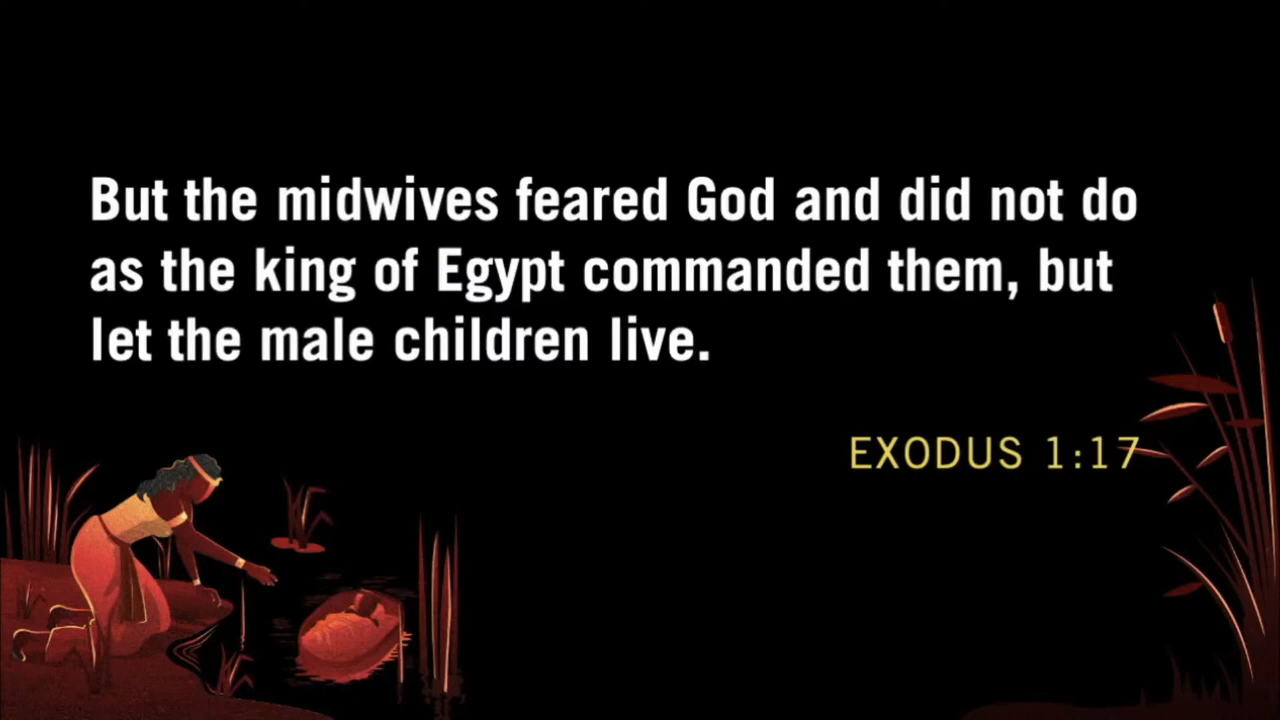 But the midwives feared God and did not do
as the king of Egypt commanded them, but
let the male children live.
EXODUS 1:17